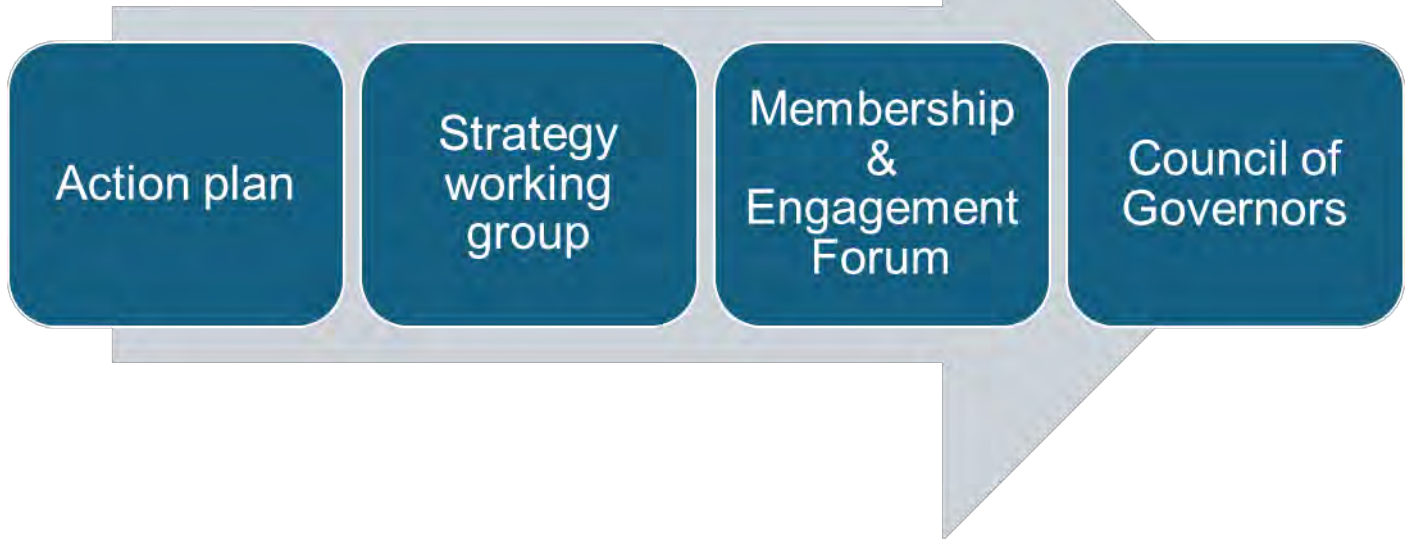 Action plan
Strategy
working
group
Membership
&
Engagement
Forum
Council of
Governors